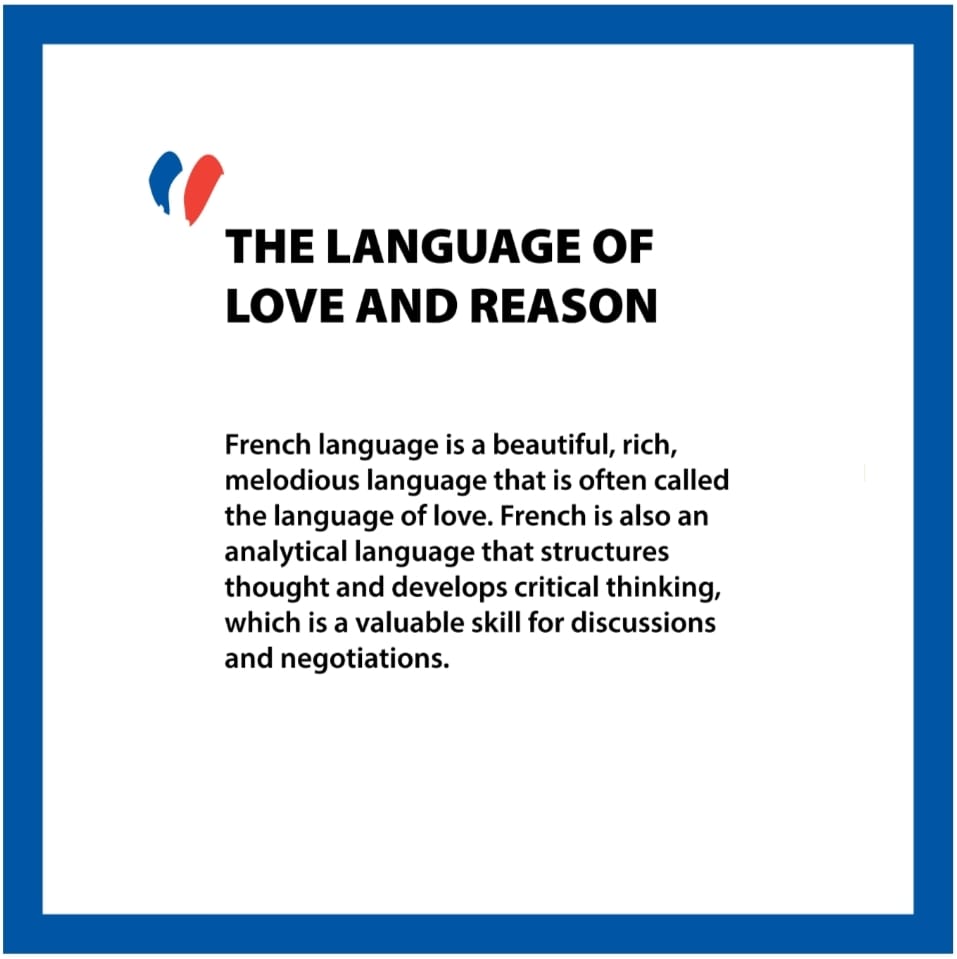 THE LANGUAGE OF
LOVE AND REASON
French language is a beautiful, rich,
melodious language that is often called
the language of love. French is also an
analytical language that structures
thought and develops critical thinking,
which is a valuable skill for discussions
and negotiations.